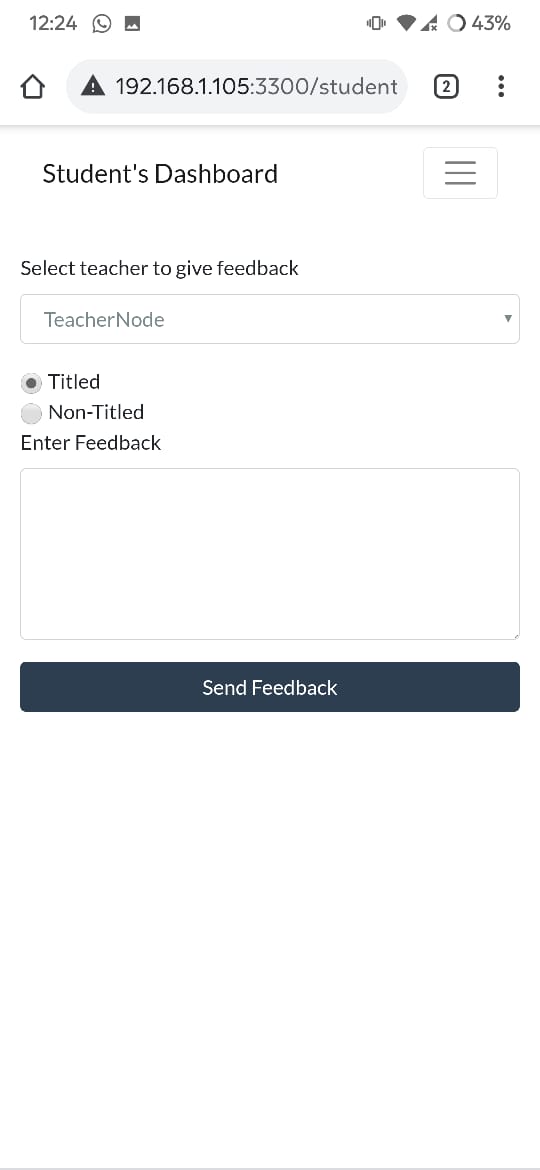 12:24 43%
192.168.1.105:3300/student 2
Student's Dashboard
Select teacher to give feedback
TeacherNode
Titled
Non-Titled
Enter Feedback
Send Feedback